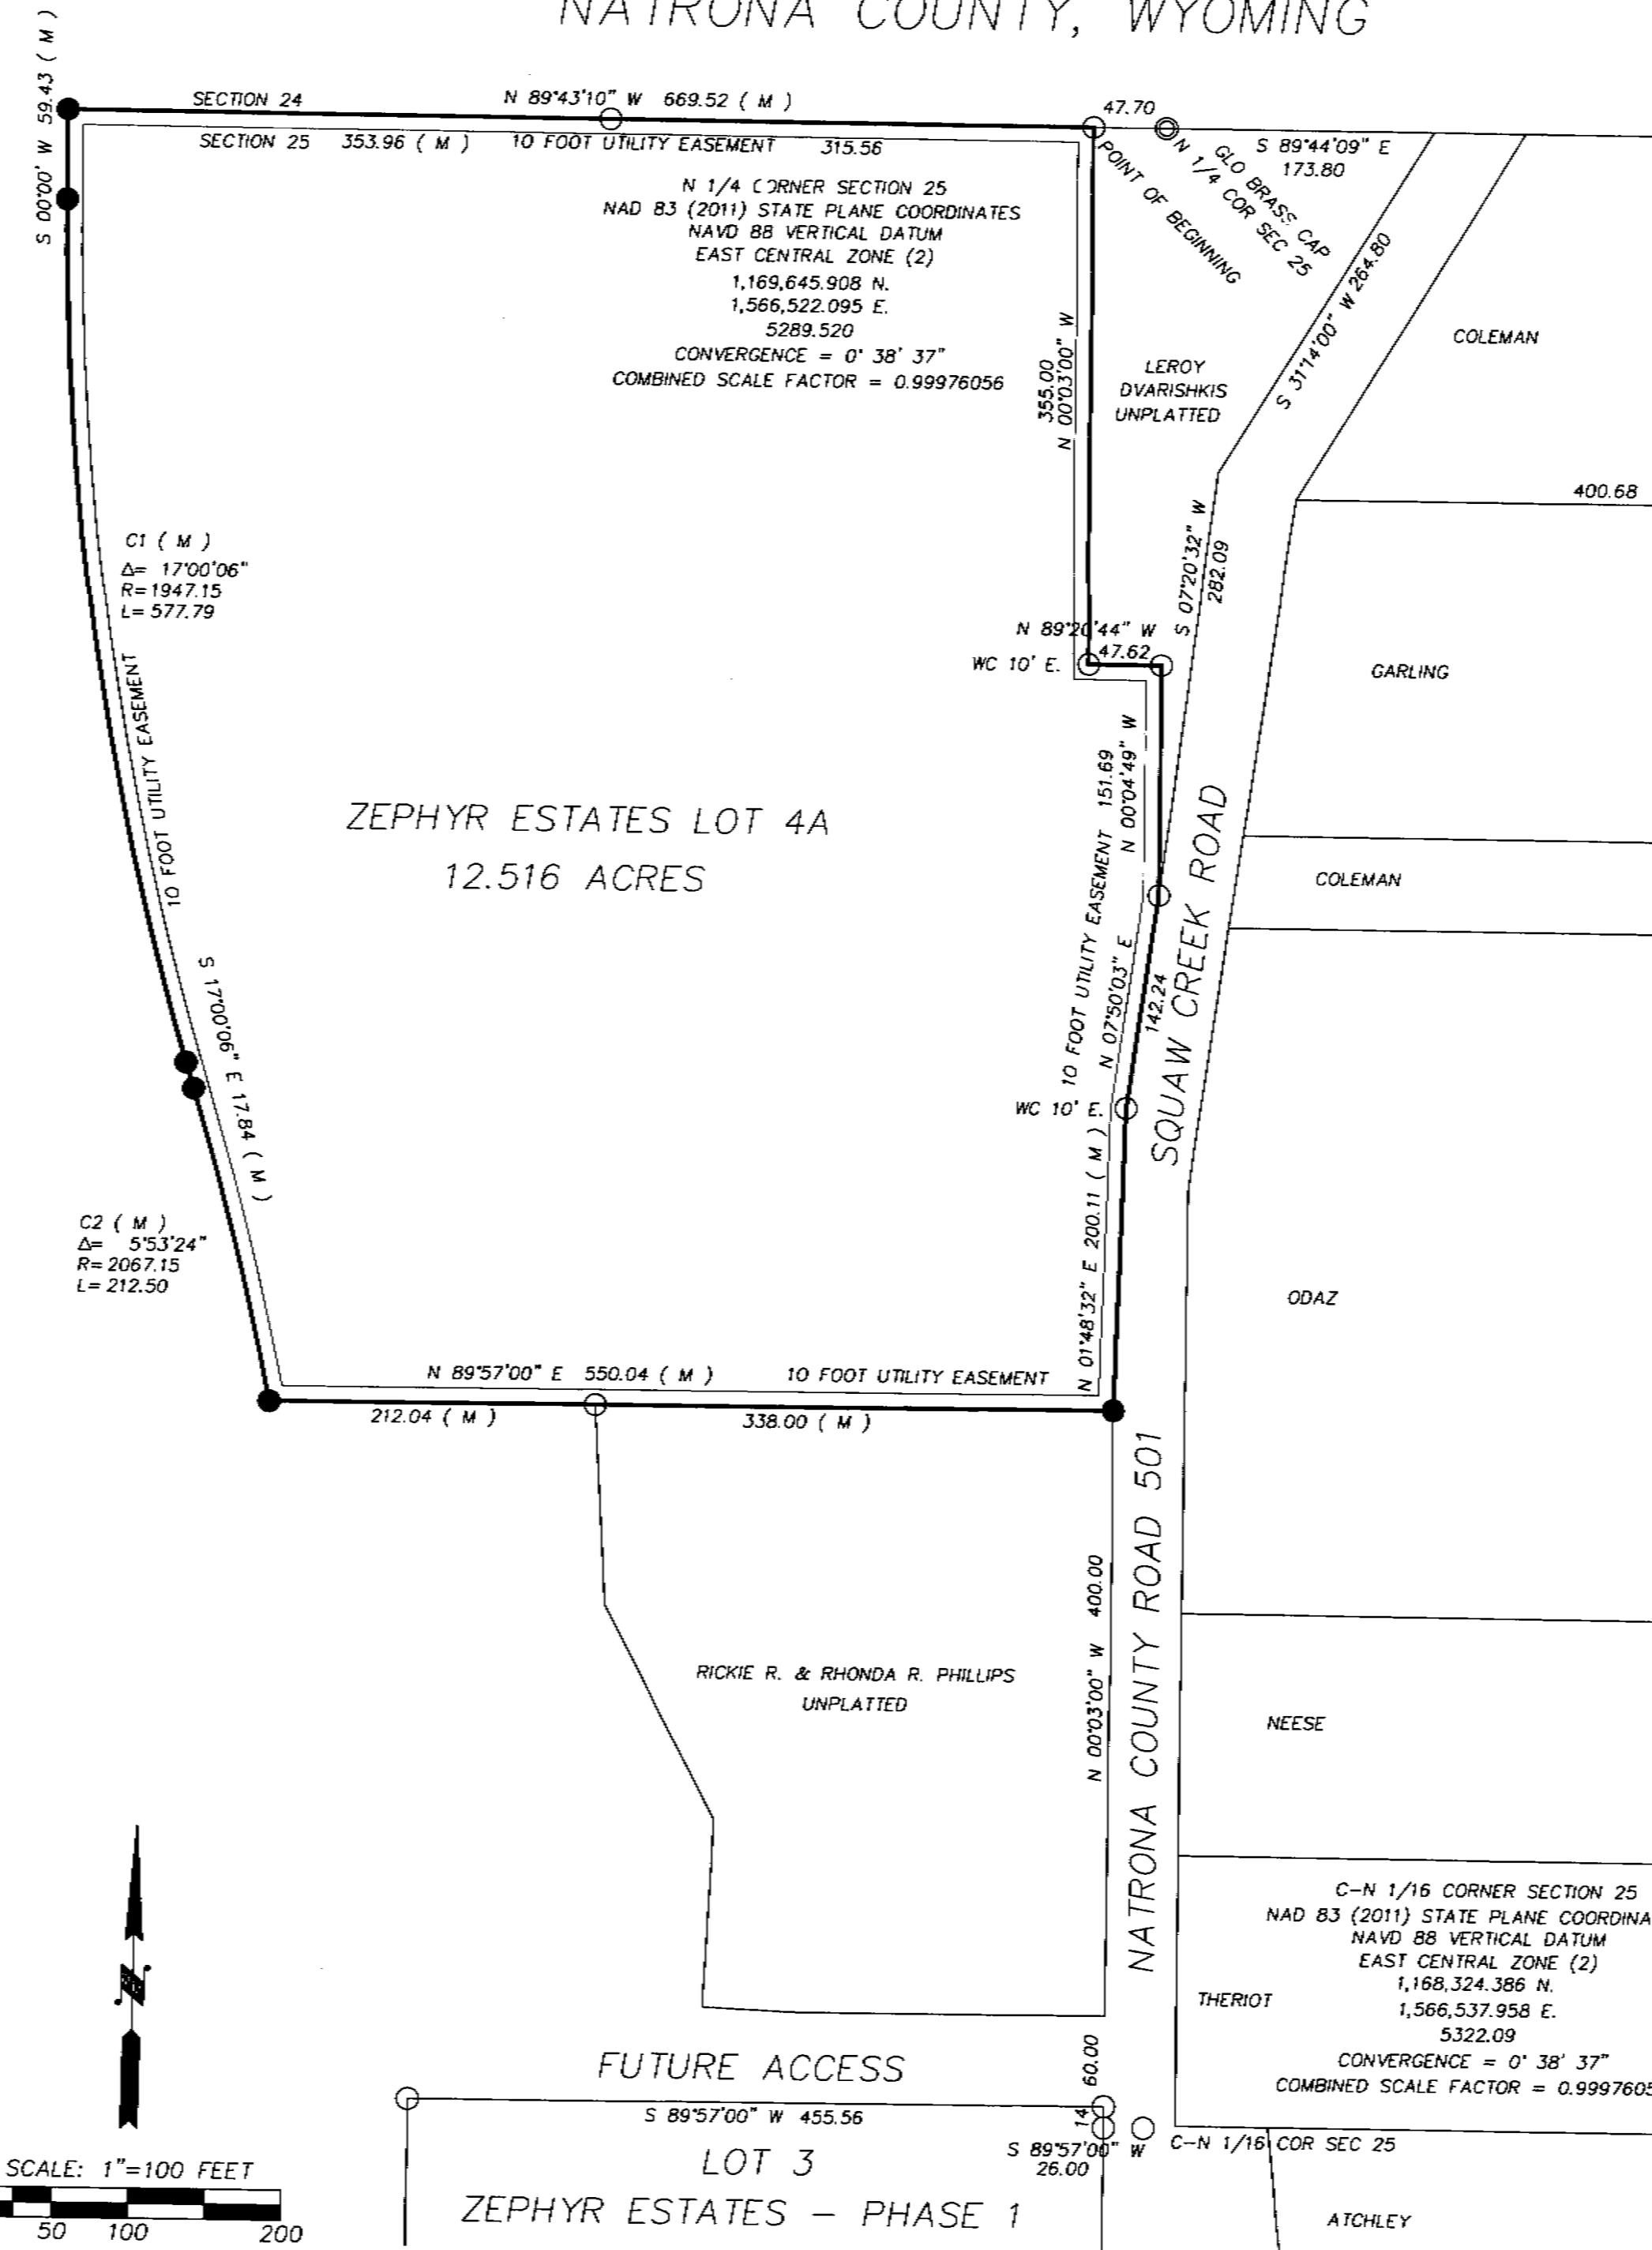 NATRONA COUNTY, WYOMING
S 00°00' W 59.43 ( M )
SECTION 24
N 89°43'10" W 669.52 ( M )
47.70
SECTION 25 353.96 ( M ) 10 FOOT UTILITY EASEMENT 315.56
S 89°44'09" E
173.80
GLO BRASS CAP
N 1/4 COR SEC 25
POINT OF BEGINNING
N 1/4 CORNER SECTION 25
NAD 83 (2011) STATE PLANE COORDINATES
NAVD 88 VERTICAL DATUM
EAST CENTRAL ZONE (2)
1,169,645.908 N.
1,566,522.095 E.
5289.520
CONVERGENCE = 0° 38' 37"
COMBINED SCALE FACTOR = 0.99976056
355.00
N 00°03'00" W
LEROY
DVARISHKIS
UNPLATTED
S 31°14'00" W 264.80
COLEMAN
400.68
C1 ( M )
Δ= 17°00'06"
R=1947.15
L= 577.79
S 07°20'32" W
282.09
N 89°20'44" W
47.62
WC 10' E.
GARLING
10 FOOT UTILITY EASEMENT
ZEPHYR ESTATES LOT 4A
12.516 ACRES
10 FOOT UTILITY EASEMENT 151.69
N 00°04'49" W
COLEMAN
N 07°50'03" E
142.24
SQUAW CREEK ROAD
S 17°00'06" E 17.84 ( M )
WC 10' E.
N 01°48'32" E 200.11 ( M )
C2 ( M )
Δ= 5°53'24"
R= 2067.15
L= 212.50
ODAZ
N 89°57'00" E 550.04 ( M ) 10 FOOT UTILITY EASEMENT
212.04 ( M )
338.00 ( M )
NATRONA COUNTY ROAD 501
N 00°03'00" W 400.00
RICKIE R. & RHONDA R. PHILLIPS
UNPLATTED
NEESE
C-N 1/16 CORNER SECTION 25
NAD 83 (2011) STATE PLANE COORDINA
NAVD 88 VERTICAL DATUM
EAST CENTRAL ZONE (2)
1,168,324.386 N.
1,566,537.958 E.
5322.09
CONVERGENCE = 0° 38' 37"
COMBINED SCALE FACTOR = 0.9997605
THERIOT
N
FUTURE ACCESS
60.00
S 89°57'00" W 455.56
14
S 89°57'00" W
26.00
C-N 1/16 COR SEC 25
LOT 3
ZEPHYR ESTATES - PHASE 1
ATCHLEY
SCALE: 1"=100 FEET
50 100 200